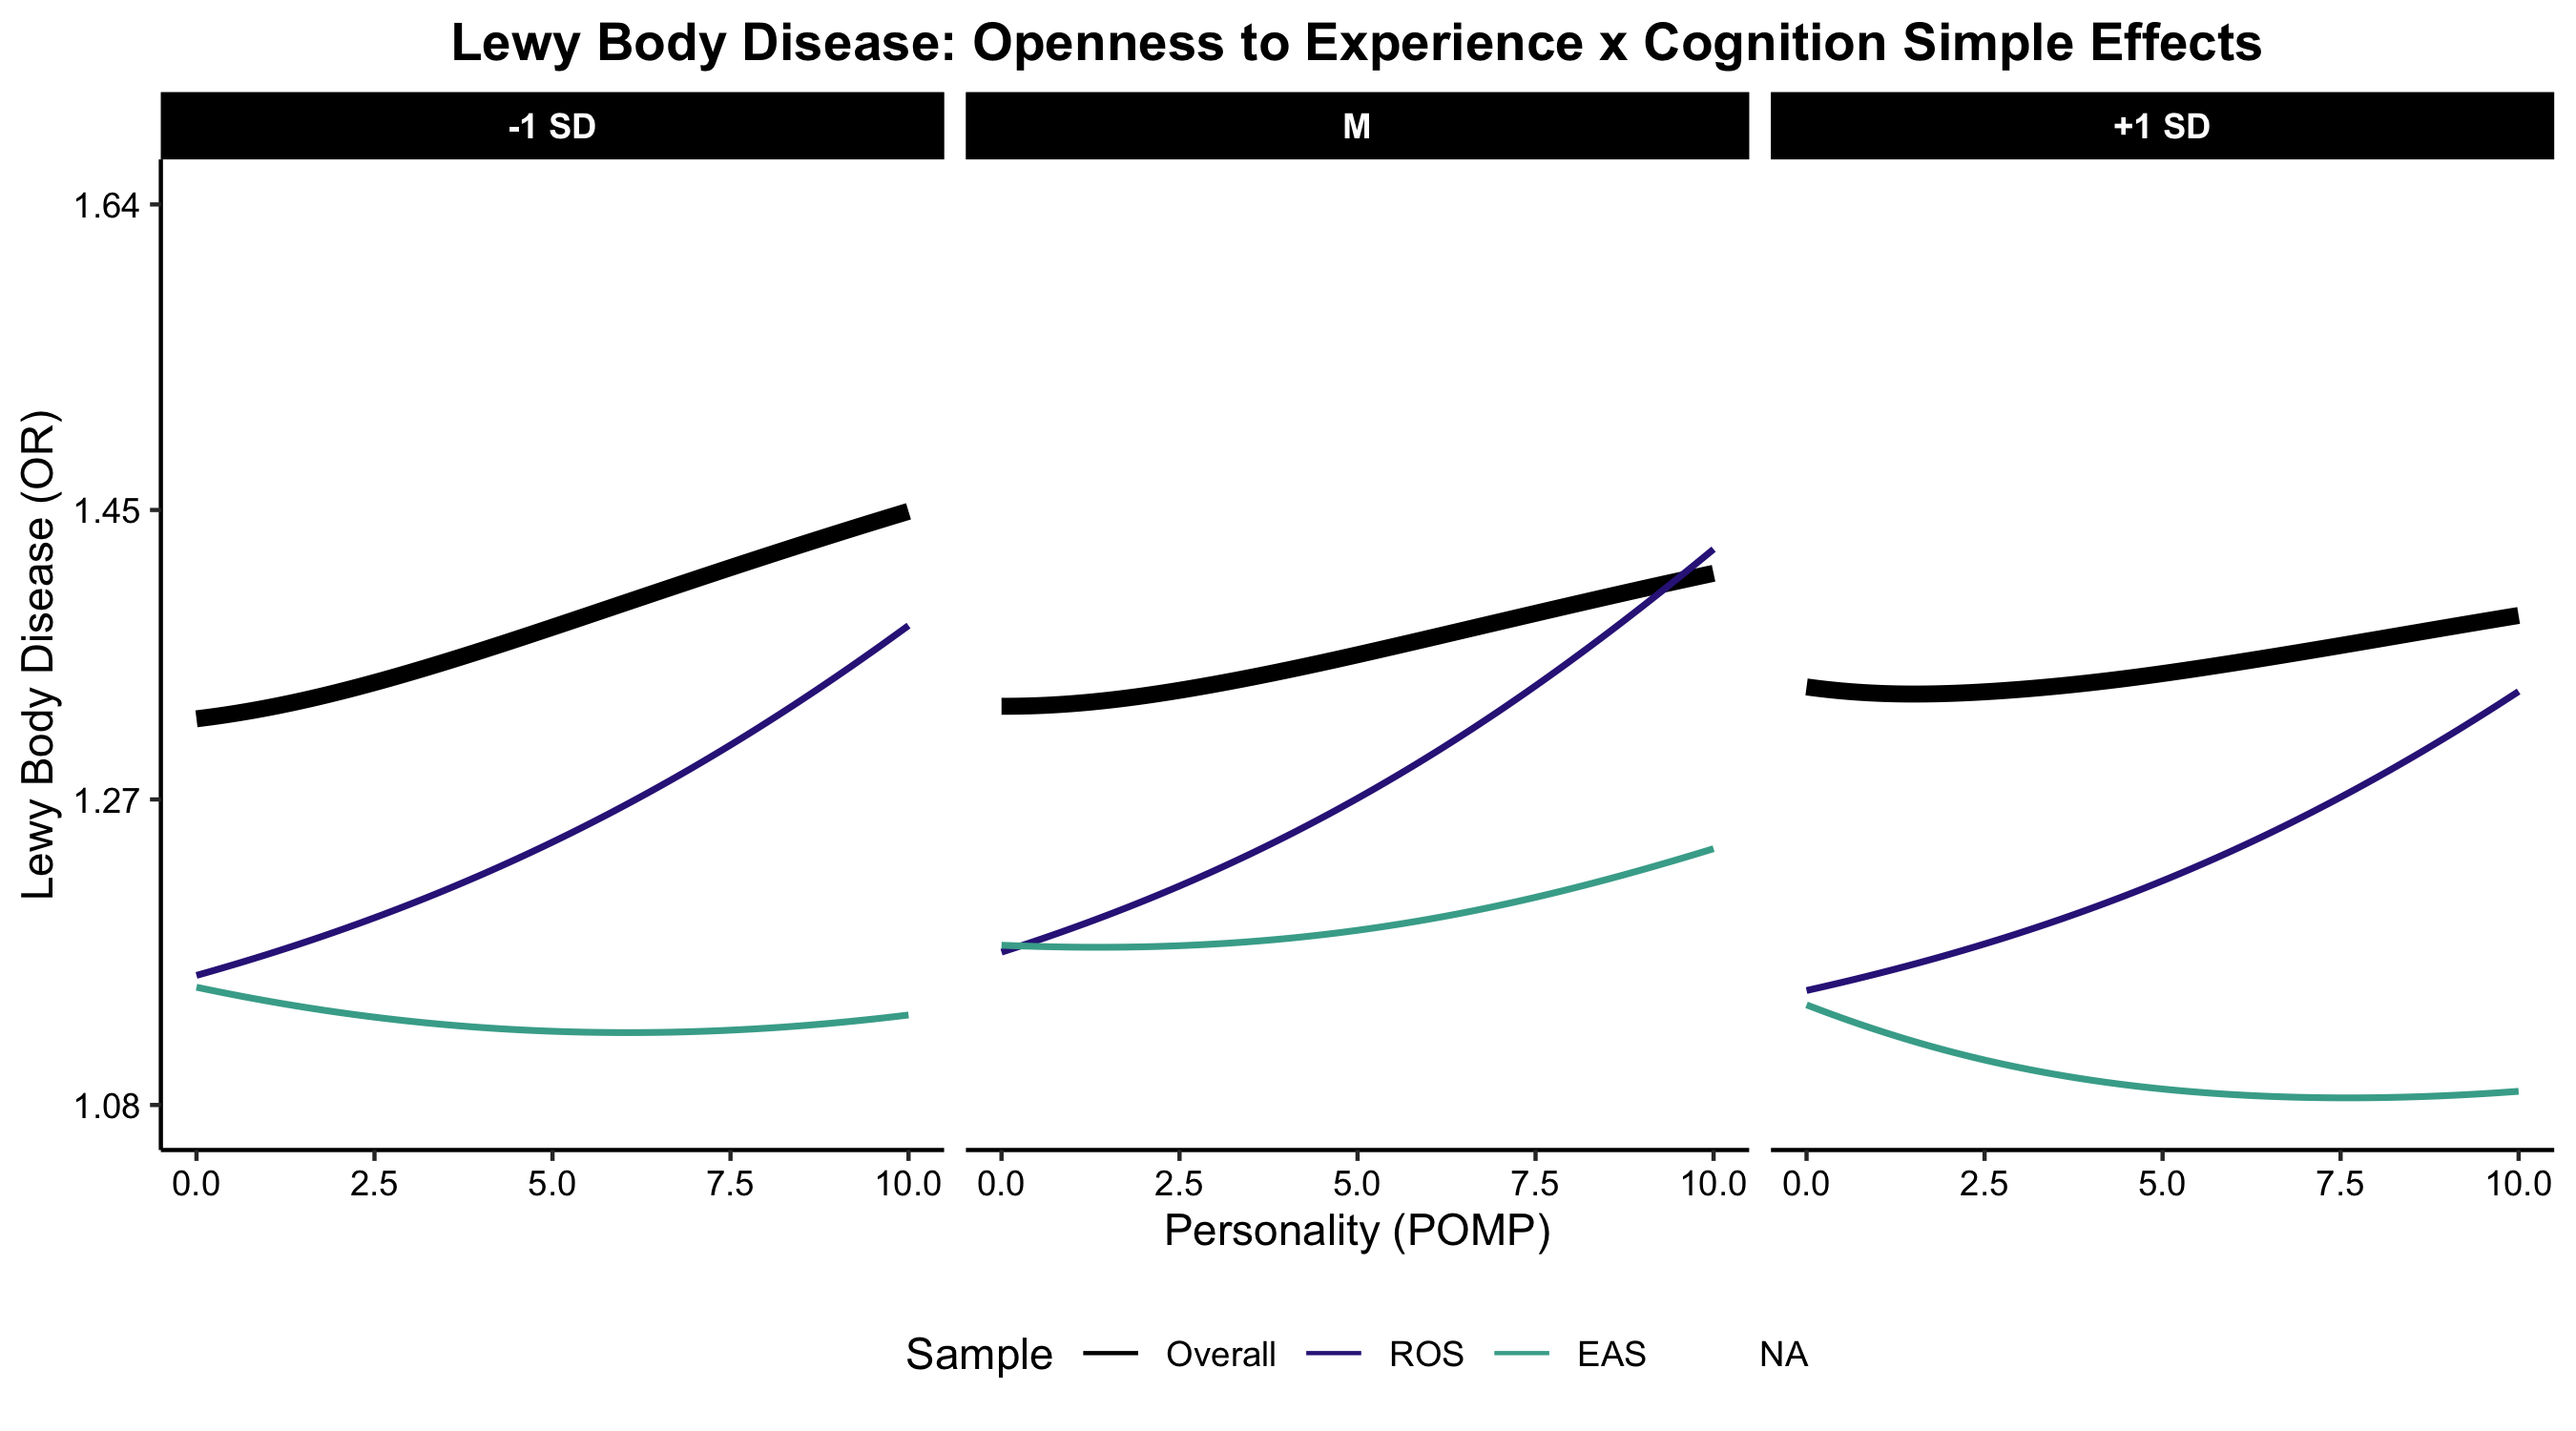 Lewy Body Disease: Openness to Experience x Cognition Simple Effects
-1 SD
M
+1 SD
Lewy Body Disease (OR)
1.64
1.45
1.27
1.08
0.0 2.5 5.0 7.5 10.0
0.0 2.5 5.0 7.5 10.0
0.0 2.5 5.0 7.5 10.0
Personality (POMP)
Sample Overall ROS EAS NA